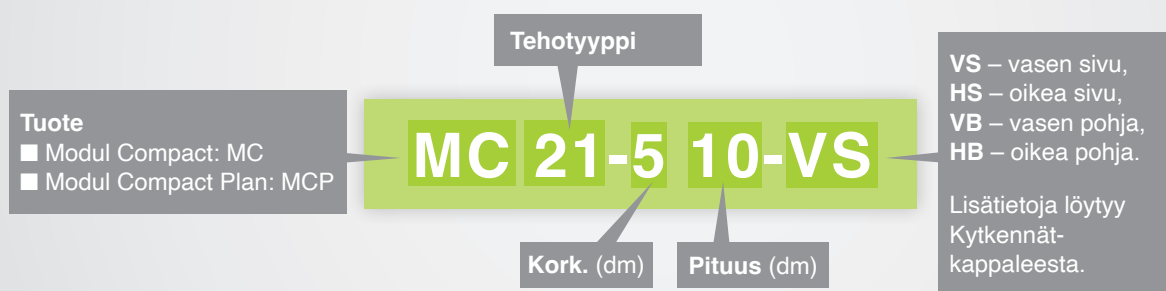 Tehotyyppi
Tuote
■ Modul Compact: MC
■ Modul Compact Plan: MCP
MC 21-5 10-VS
VS – vasen sivu,
HS – oikea sivu,
VB – vasen pohja,
HB – oikea pohja.
Lisätietoja löytyy
Kytkennät-
kappaleesta.
Kork. (dm)
Pituus (dm)